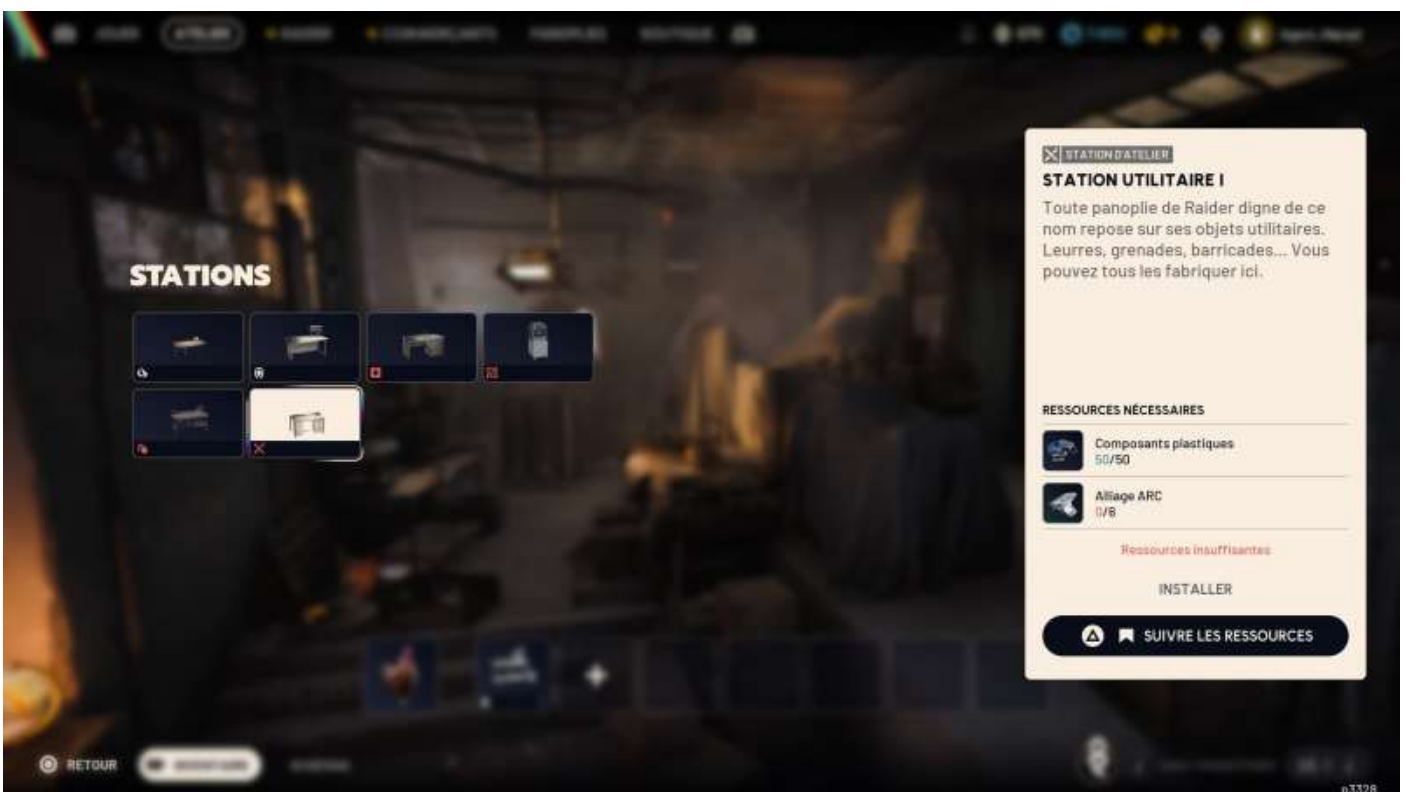 STATION D'ATELIER
STATION UTILITAIRE I
Toute panoplie de Raider digne de ce
nom repose sur ses objets utilitaires.
Leurres, grenades, barricades... Vous
pouvez tous les fabriquer ici.
STATIONS
RESSOURCES NÉCESSAIRES
Composants plastiques
50/50
Alliage ARC
0/6
Ressources insuffisantes
INSTALLER
SUIVRE LES RESSOURCES
RETOUR
p3328